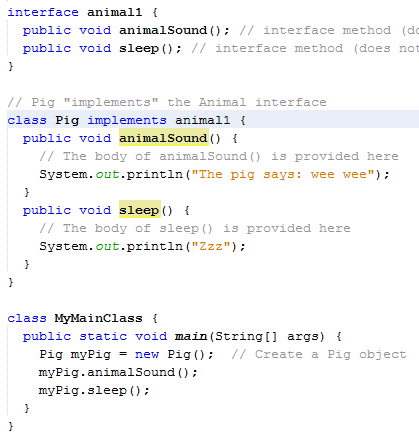 interface animal1 {
public void animalSound(); // interface method (do
public void sleep(); // interface method (does not
}
// Pig "implements" the Animal interface
class Pig implements animal1 {
public void animalSound() {
// The body of animalSound() is provided here
System.out.println("The pig says: wee wee");
}
public void sleep() {
// The body of sleep() is provided here
System.out.println("Zzz");
}
}
class MyMainClass {
public static void main(String[] args) {
Pig myPig = new Pig();  // Create a Pig object
myPig.animalSound();
myPig.sleep();
}
}